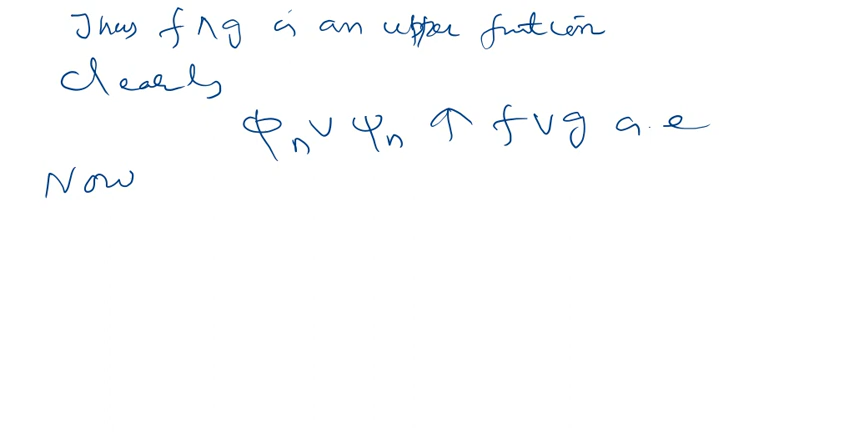 Thus f ∧ g is an upper function
Clearly
ϕn ∨ ψn ↑ f ∨ g a.e
Now